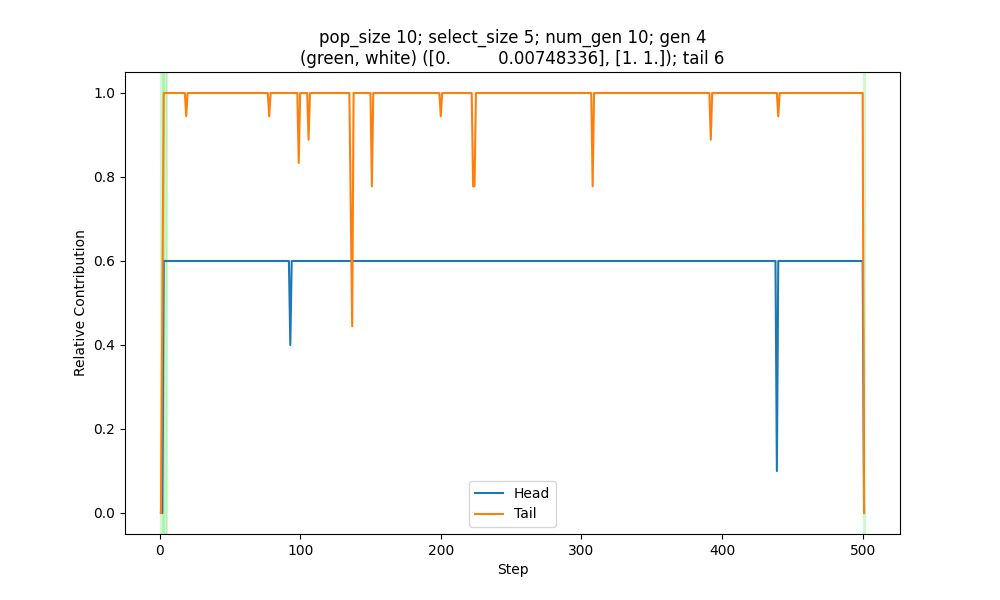 pop_size 10; select_size 5; num_gen 10; gen 4
(green, white) ([0.         0.00748336], [1. 1.]); tail 6
1.0
0.8
0.6
0.4
0.2
0.0
Relative Contribution
Head
Tail
0
100
200
300
400
500
Step